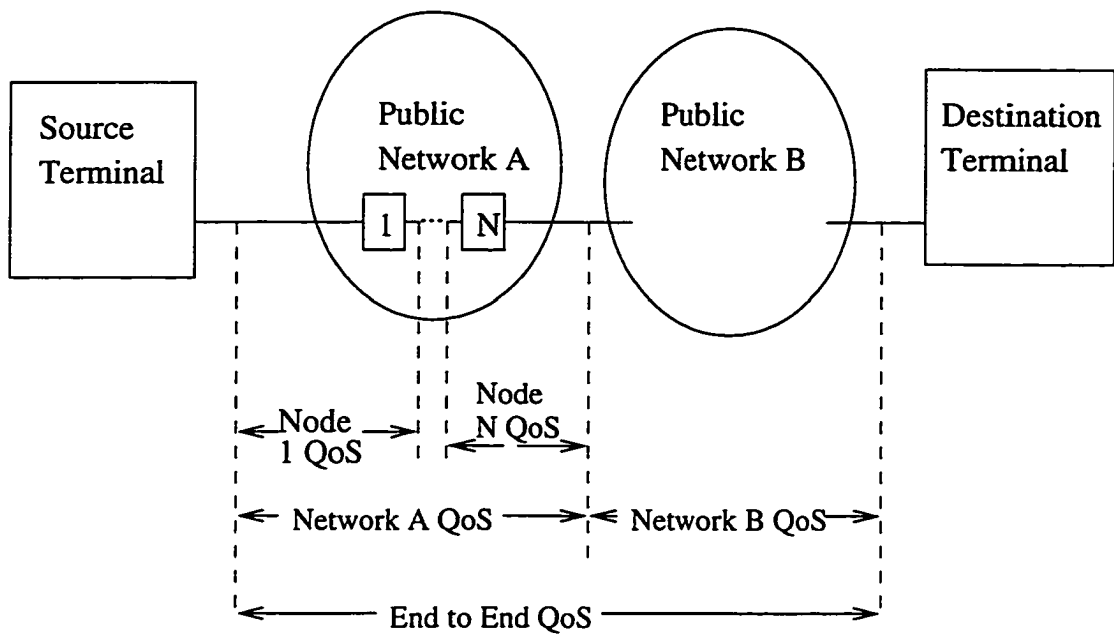 Source
Terminal
Public
Network A
Public
Network B
Destination
Terminal
1
N
Node
1 QoS
Node
N QoS
Network A QoS
Network B QoS
End to End QoS